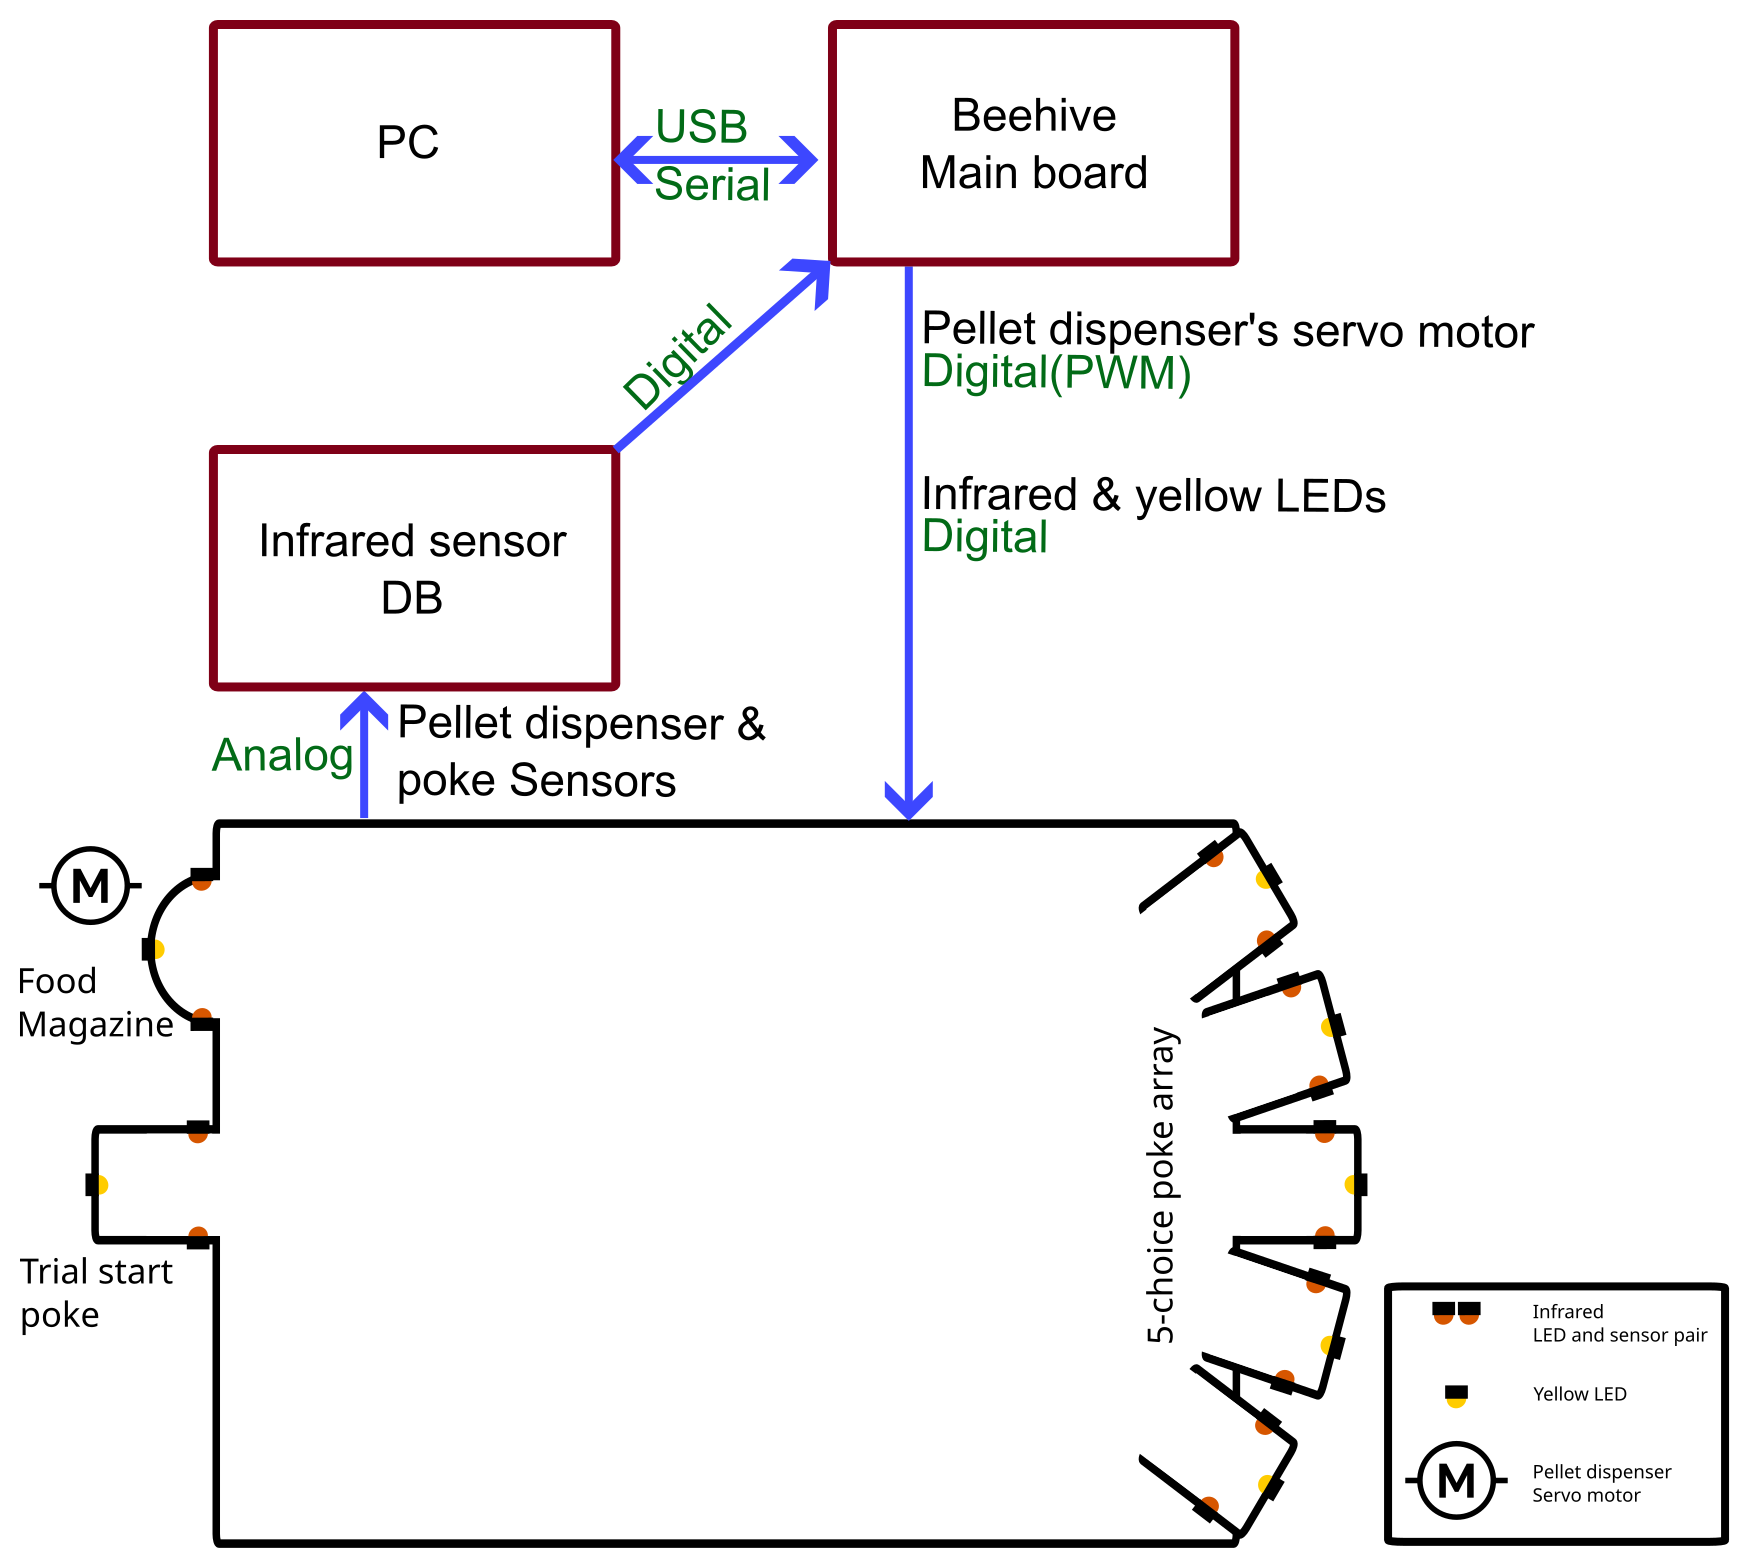 PC
USB
Serial
Beehive
Main board
Digital
Pellet dispenser's servo motor
Digital(PWM)
Infrared & yellow LEDs
Digital
Infrared sensor
DB
Analog
Pellet dispenser &
poke Sensors
M
Food
Magazine
Trial start
poke
5-choice poke array
Infrared
LED and sensor pair
Yellow LED
M
Pellet dispenser
Servo motor